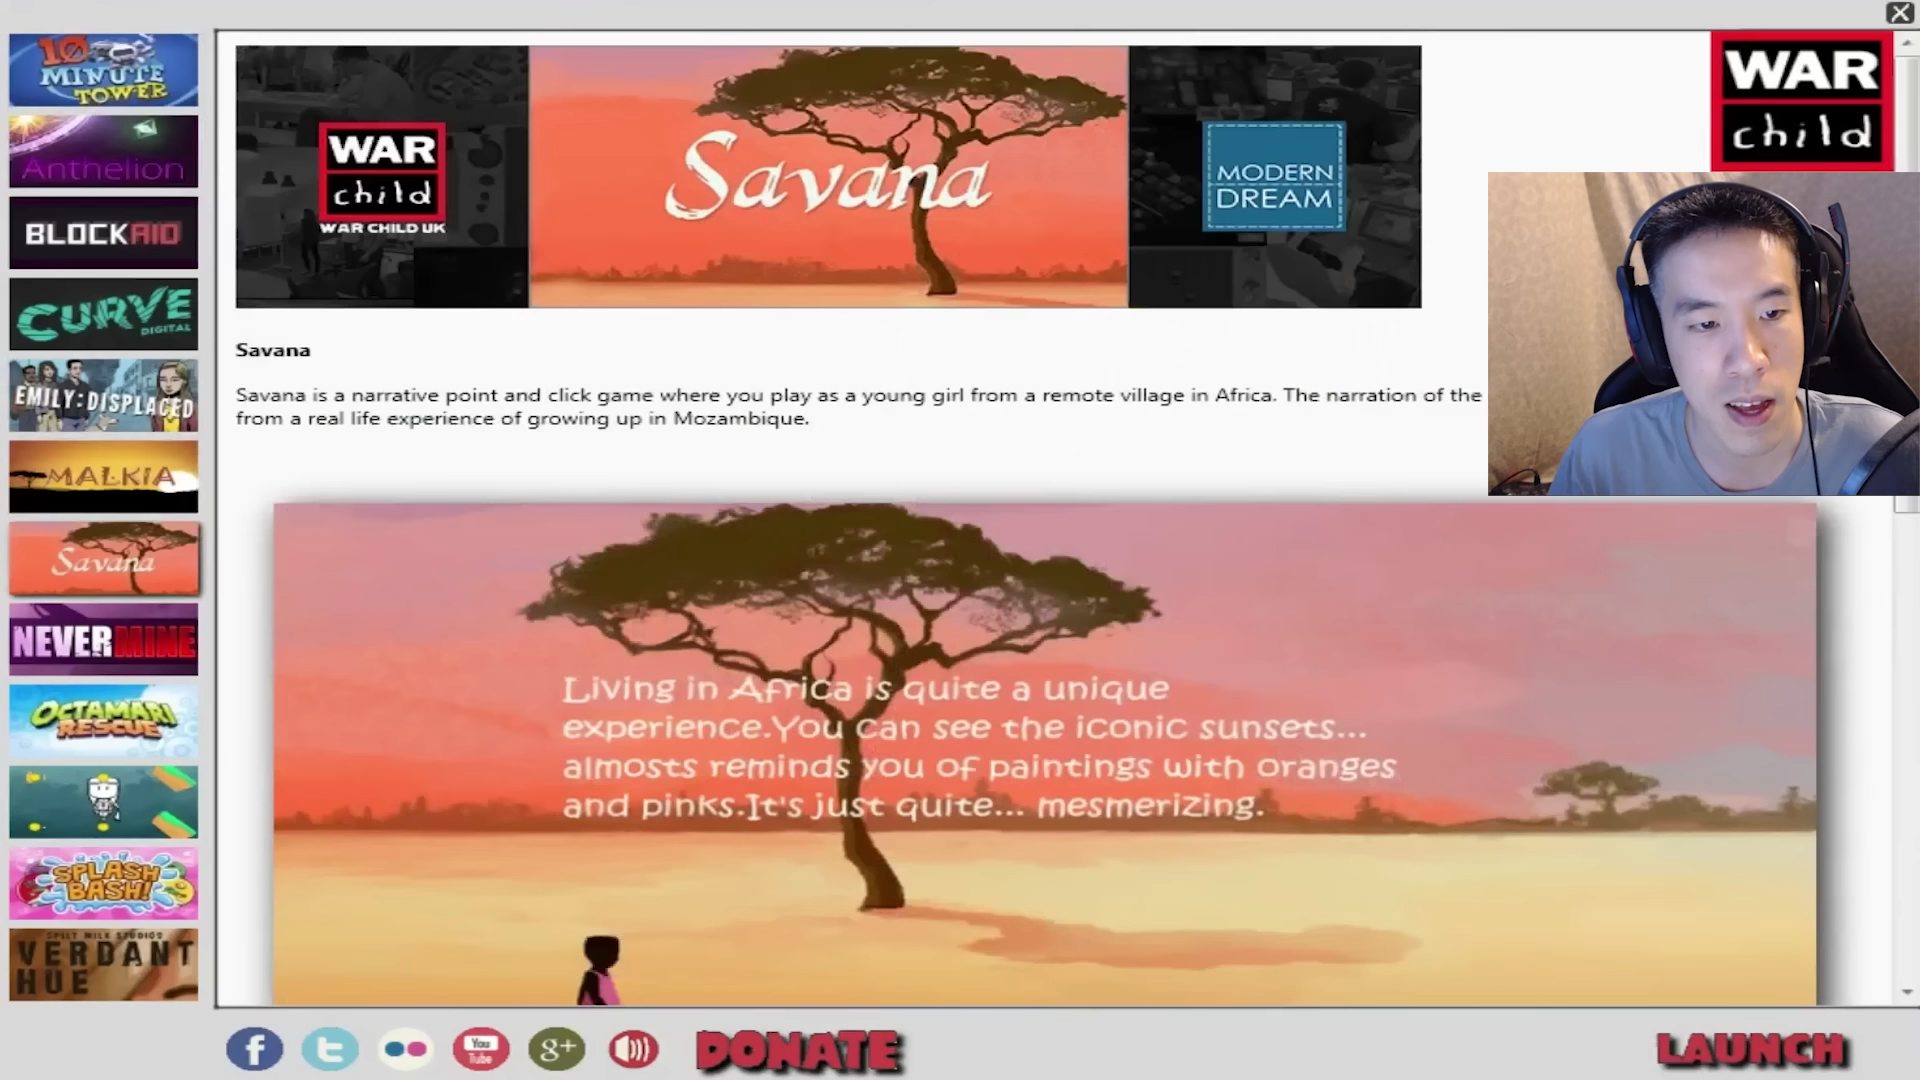 10
MINUTE
TOWER
Anthelion
BLOCKAID
CURVE
DIGITAL
EMILY: DISPLACED
MALKIA
Savana
NEVERMINE
OCTAMARI
RESCUE
SPLASH
BASH!
SPILT MILK STUDIOS
VERDANT
HUE
WAR
child
WAR CHILD UK
Savana
MODERN
DREAM
WAR
child
Savana
Savana is a narrative point and click game where you play as a young girl from a remote village in Africa. The narration of the
from a real life experience of growing up in Mozambique.
Living in Africa is quite a unique
experience.You can see the iconic sunsets...
almosts reminds you of paintings with oranges
and pinks.It's just quite... mesmerizing.
f
t
You
Tube
g+
DONATE
LAUNCH